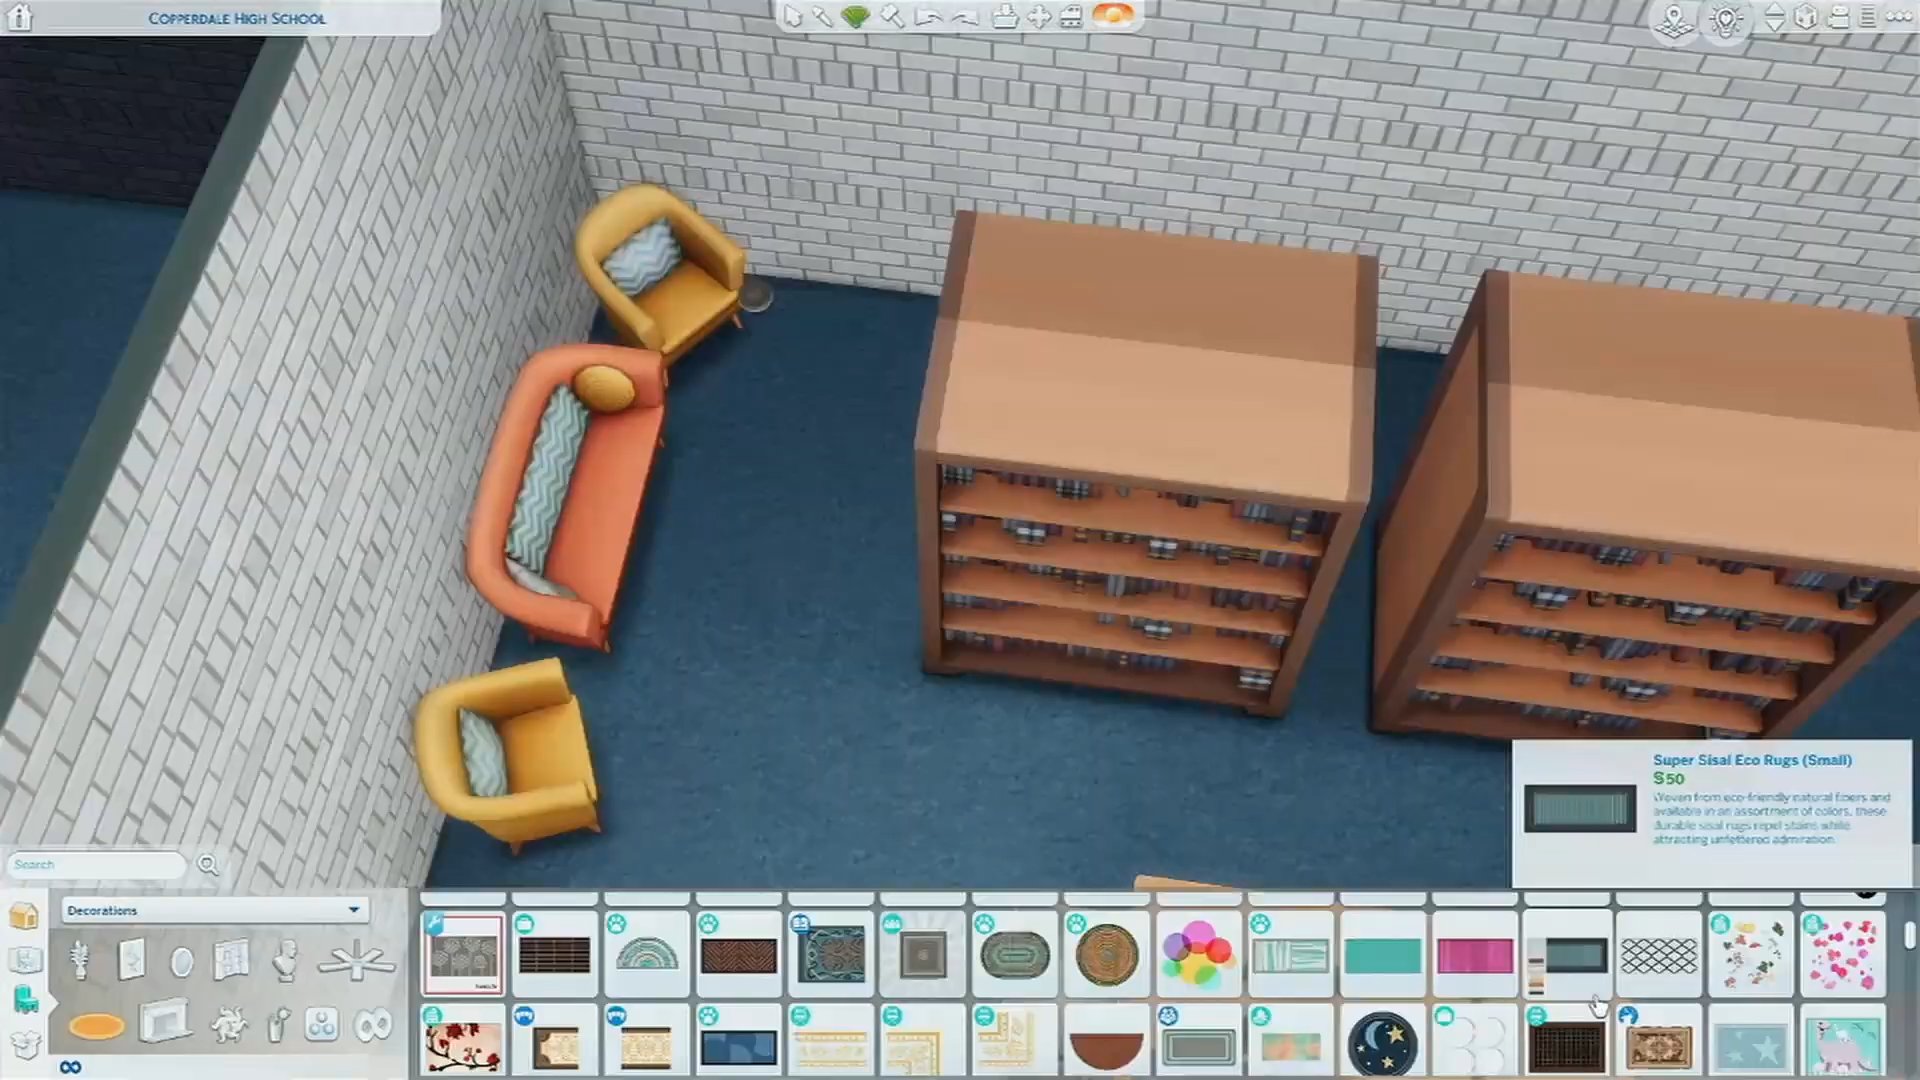 COPPERDALE HIGH SCHOOL
Super Sisal Eco Rugs (Small)
§50
Woven from eco-friendly natural fibers and
available in an assortment of colors, these
durable sisal rugs repel stains while
attracting unfettered admiration.
Search
Decorations